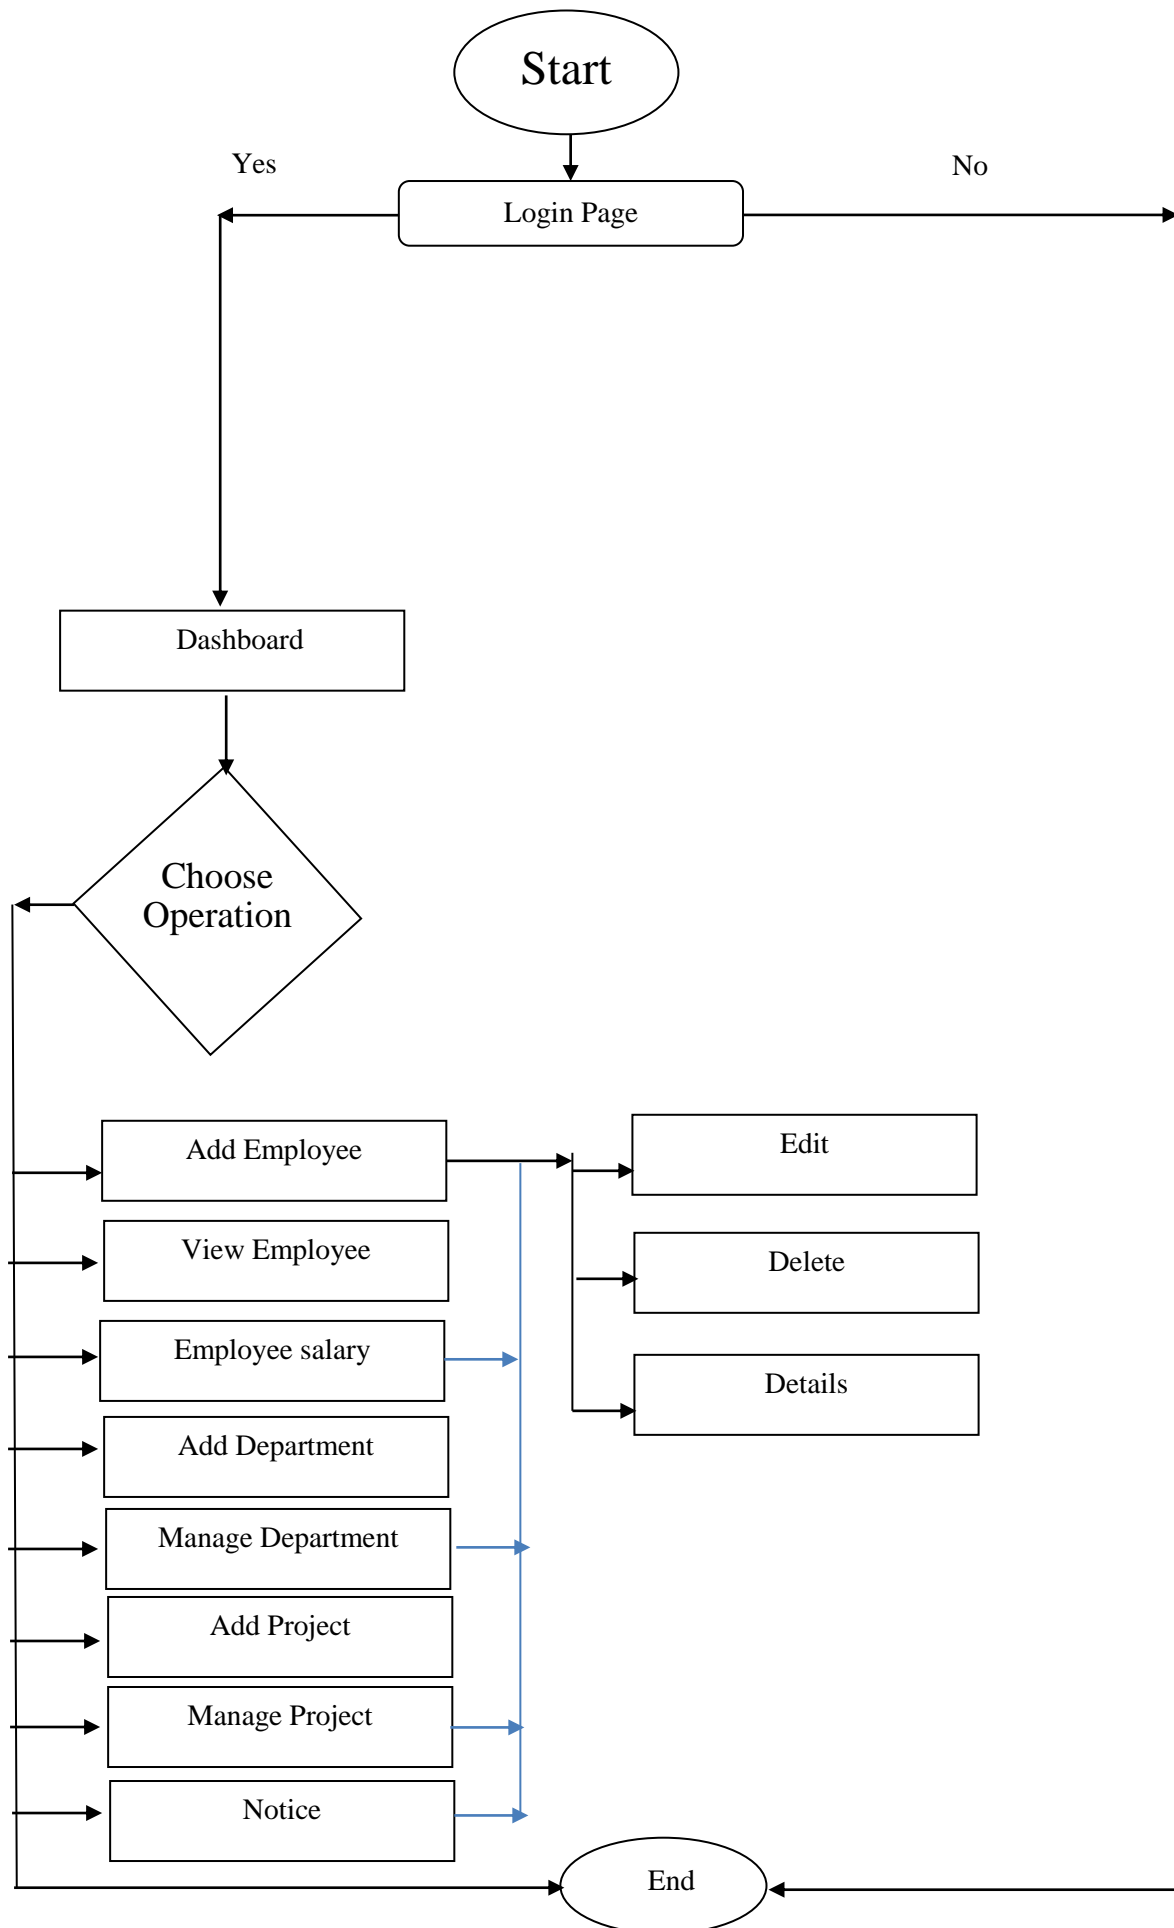 Start
Yes
No
Login Page
Dashboard
Choose
Operation
Add Employee
Edit
View Employee
Delete
Employee salary
Details
Add Department
Manage Department
Add Project
Manage Project
Notice
End